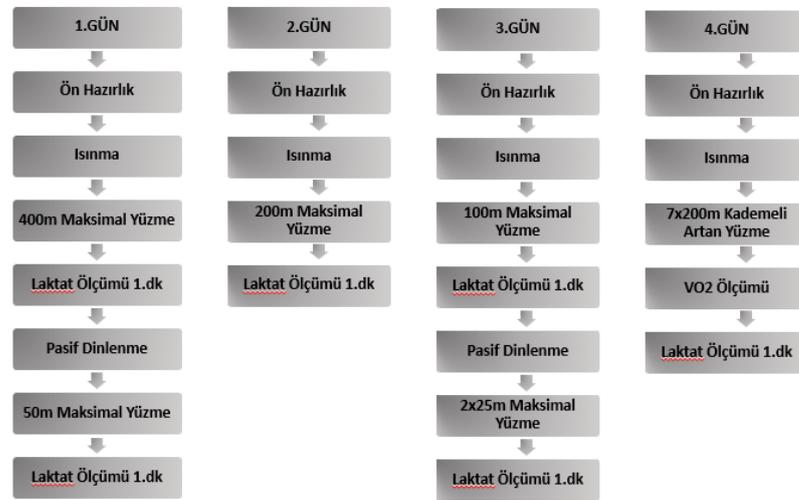 1.GÜN
Ön Hazırlık
Isınma
400m Maksimal Yüzme
Laktat Ölçümü 1.dk
Pasif Dinlenme
50m Maksimal Yüzme
Laktat Ölçümü 1.dk
2.GÜN
Ön Hazırlık
Isınma
200m Maksimal
Yüzme
Laktat Ölçümü 1.dk
3.GÜN
Ön Hazırlık
Isınma
100m Maksimal
Yüzme
Laktat Ölçümü 1.dk
Pasif Dinlenme
2x25m Maksimal
Yüzme
Laktat Ölçümü 1.dk
4.GÜN
Ön Hazırlık
Isınma
7x200m Kademeli
Artan Yüzme
VO2 Ölçümü
Laktat Ölçümü 1.dk